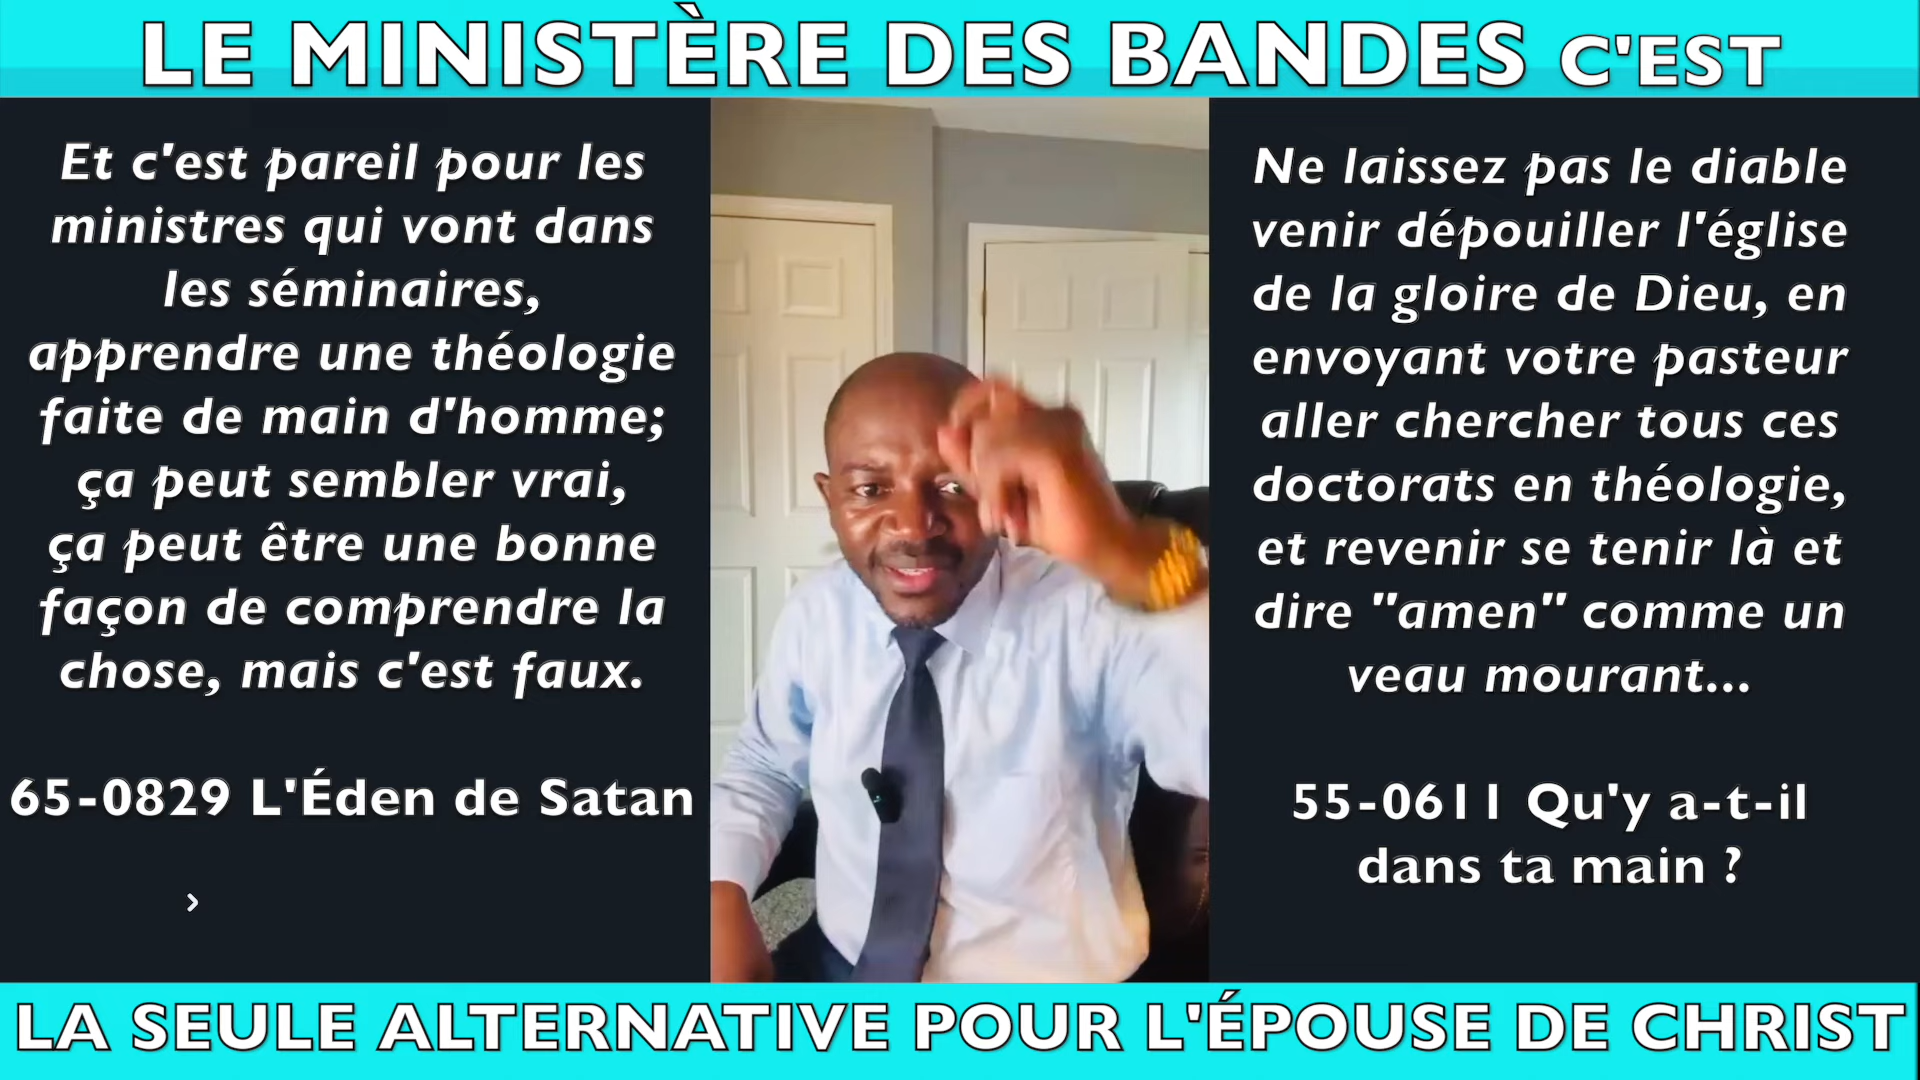 LE MINISTÈRE DES BANDES C'EST
Et c'est pareil pour les
ministres qui vont dans
les séminaires,
apprendre une théologie
faite de main d'homme;
ça peut sembler vrai,
ça peut être une bonne
façon de comprendre la
chose, mais c'est faux.
65-0829 L'Éden de Satan
Ne laissez pas le diable
venir dépouiller l'église
de la gloire de Dieu, en
envoyant votre pasteur
aller chercher tous ces
doctorats en théologie,
et revenir se tenir là et
dire "amen" comme un
veau mourant...
55-0611 Qu'y a-t-il
dans ta main ?
LA SEULE ALTERNATIVE POUR L'ÉPOUSE DE CHRIST